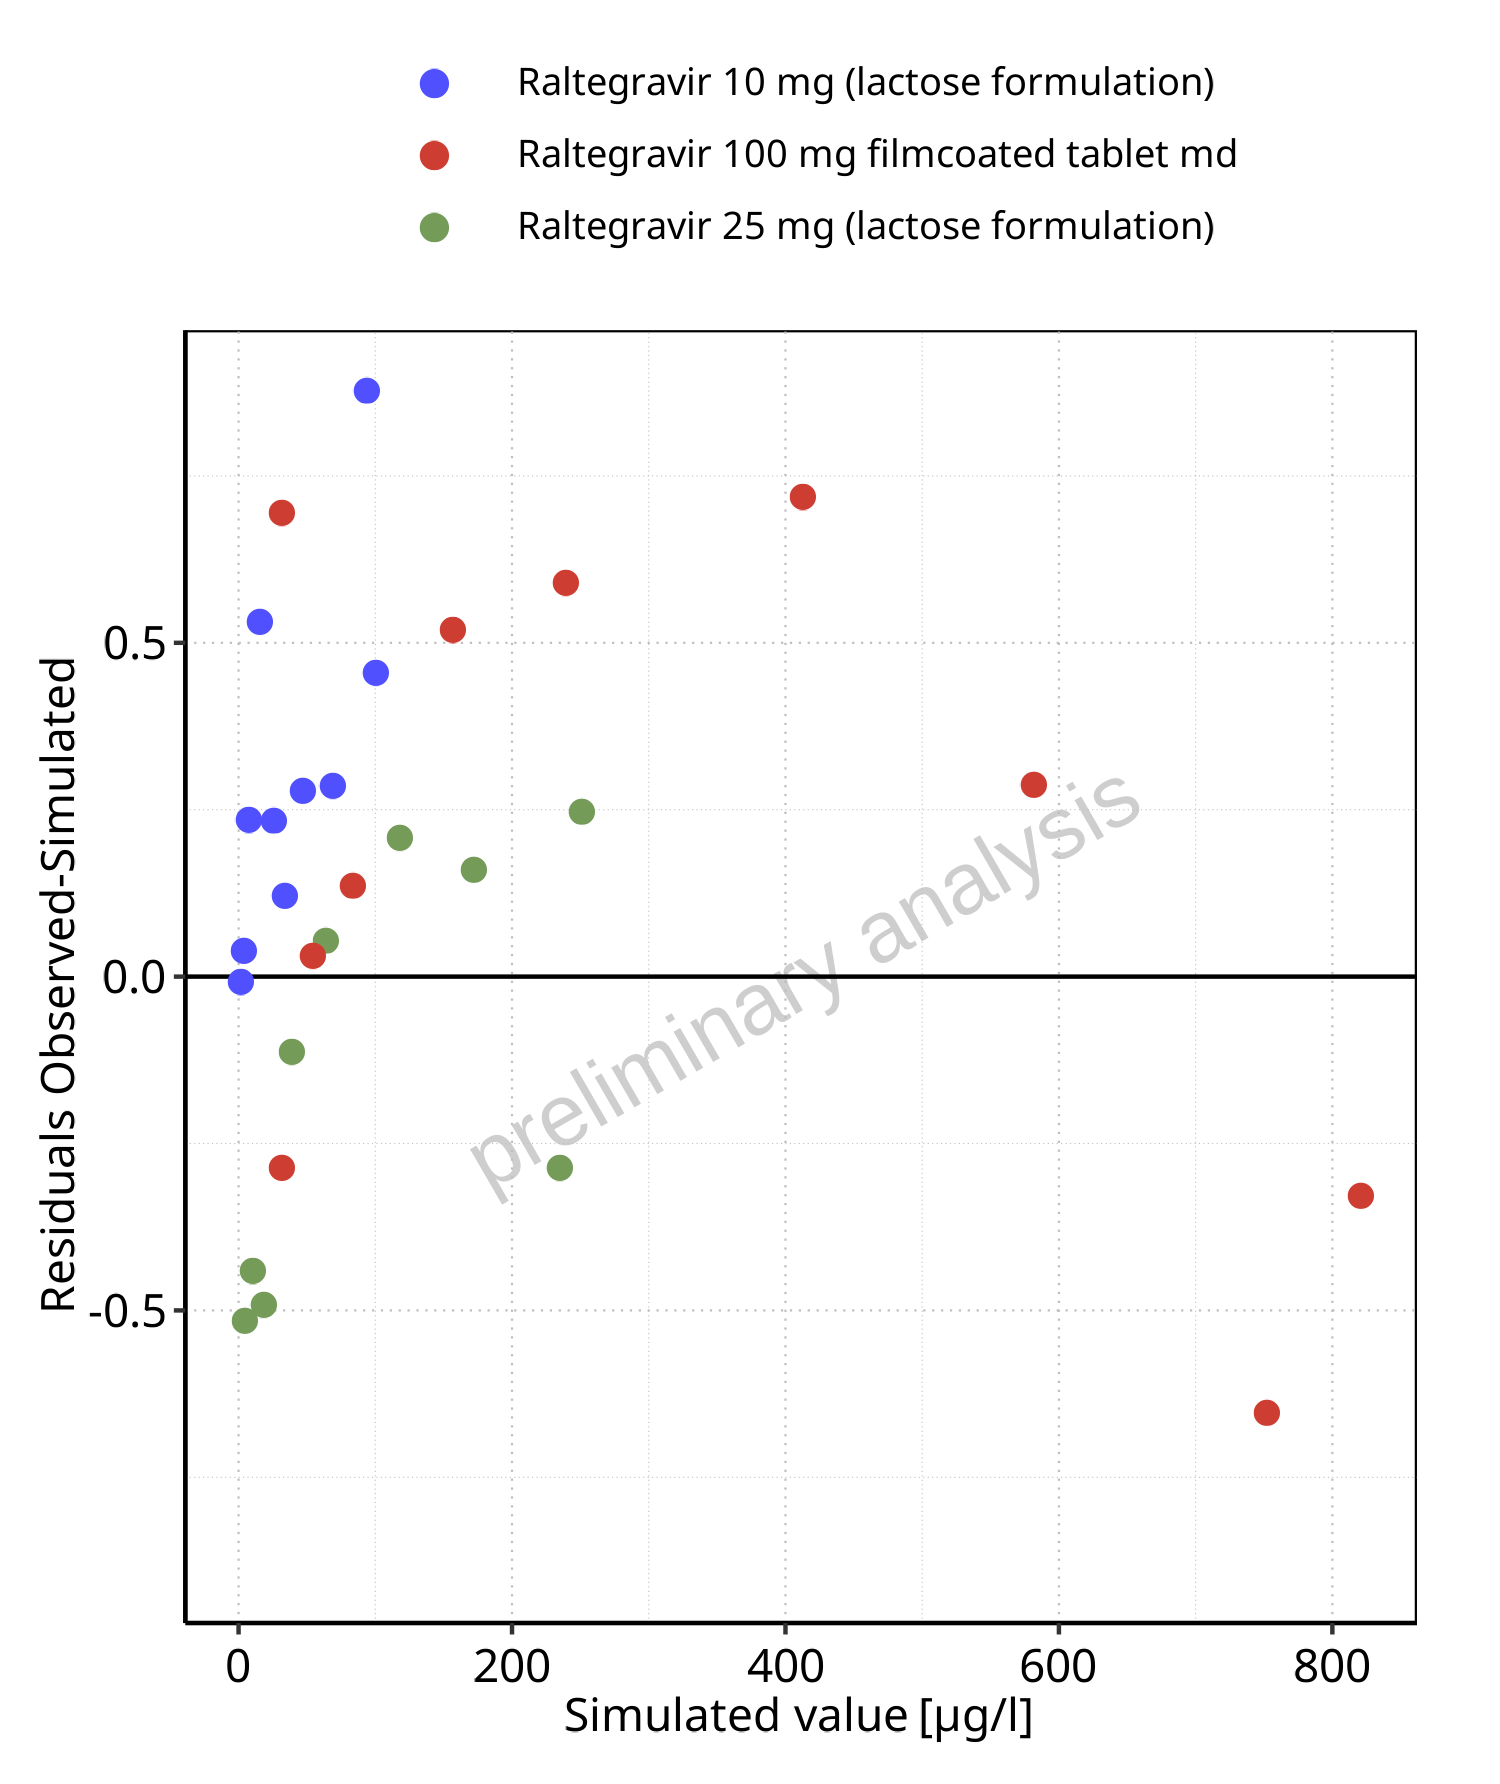 Raltegravir 10 mg (lactose formulation)
Raltegravir 100 mg filmcoated tablet md
Raltegravir 25 mg (lactose formulation)
0.5
0.0
-0.5
Residuals Observed-Simulated
preliminary analysis
0 200 400 600 800
Simulated value [µg/l]